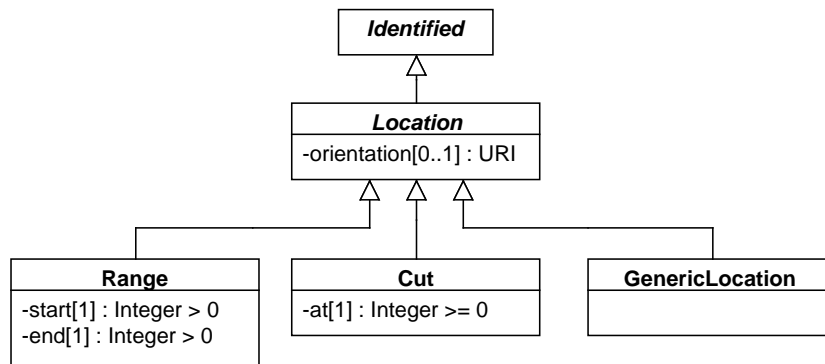 Identified
Location
-orientation[0..1] : URI
Range
-start[1] : Integer > 0
-end[1] : Integer > 0
Cut
-at[1] : Integer >= 0
GenericLocation